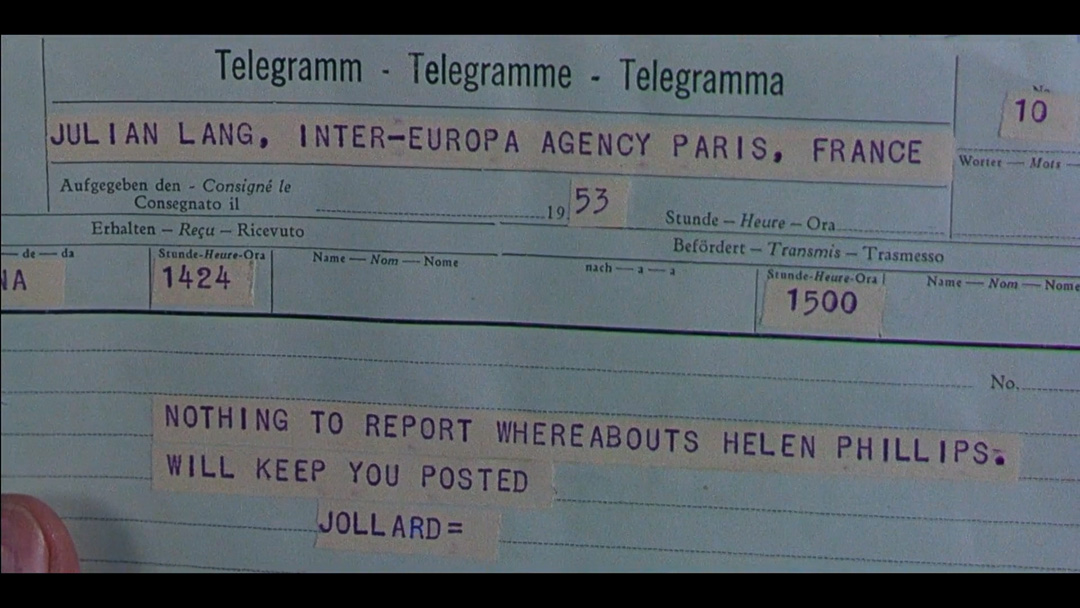 Telegramm - Telegramme - Telegramma
10
JULIAN LANG, INTER-EUROPA AGENCY PARIS, FRANCE
Worter — Mots —
Aufgegeben den - Consigné le
Consegnato il
19 53
Stunde — Heure — Ora
Erhalten — Reçu — Ricevuto
Befördert — Transmis — Trasmesso
— de — da
Stunde-Heure-Ora
Name — Nom — Nome
nach — a — a
Stunde-Heure-Ora
Name — Nom — Nome
NA
1424
1500
No.
NOTHING TO REPORT WHEREABOUTS HELEN PHILLIPS.
WILL KEEP YOU POSTED
JOLLARD=